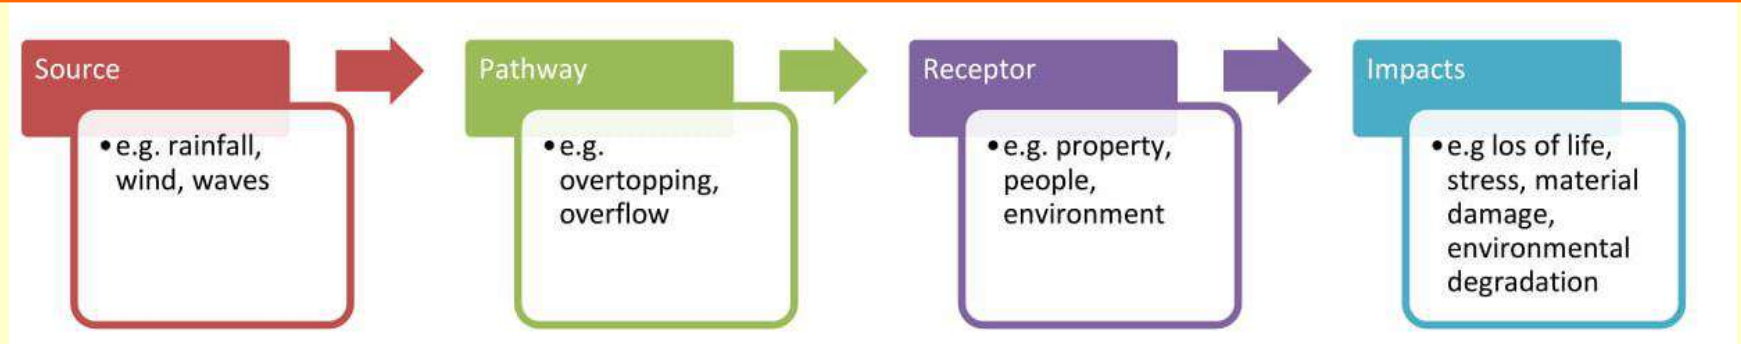 Source
• e.g. rainfall,
wind, waves
Pathway
• e.g.
overtopping,
overflow
Receptor
• e.g. property,
people,
environment
Impacts
• e.g los of life,
stress, material
damage,
environmental
degradation